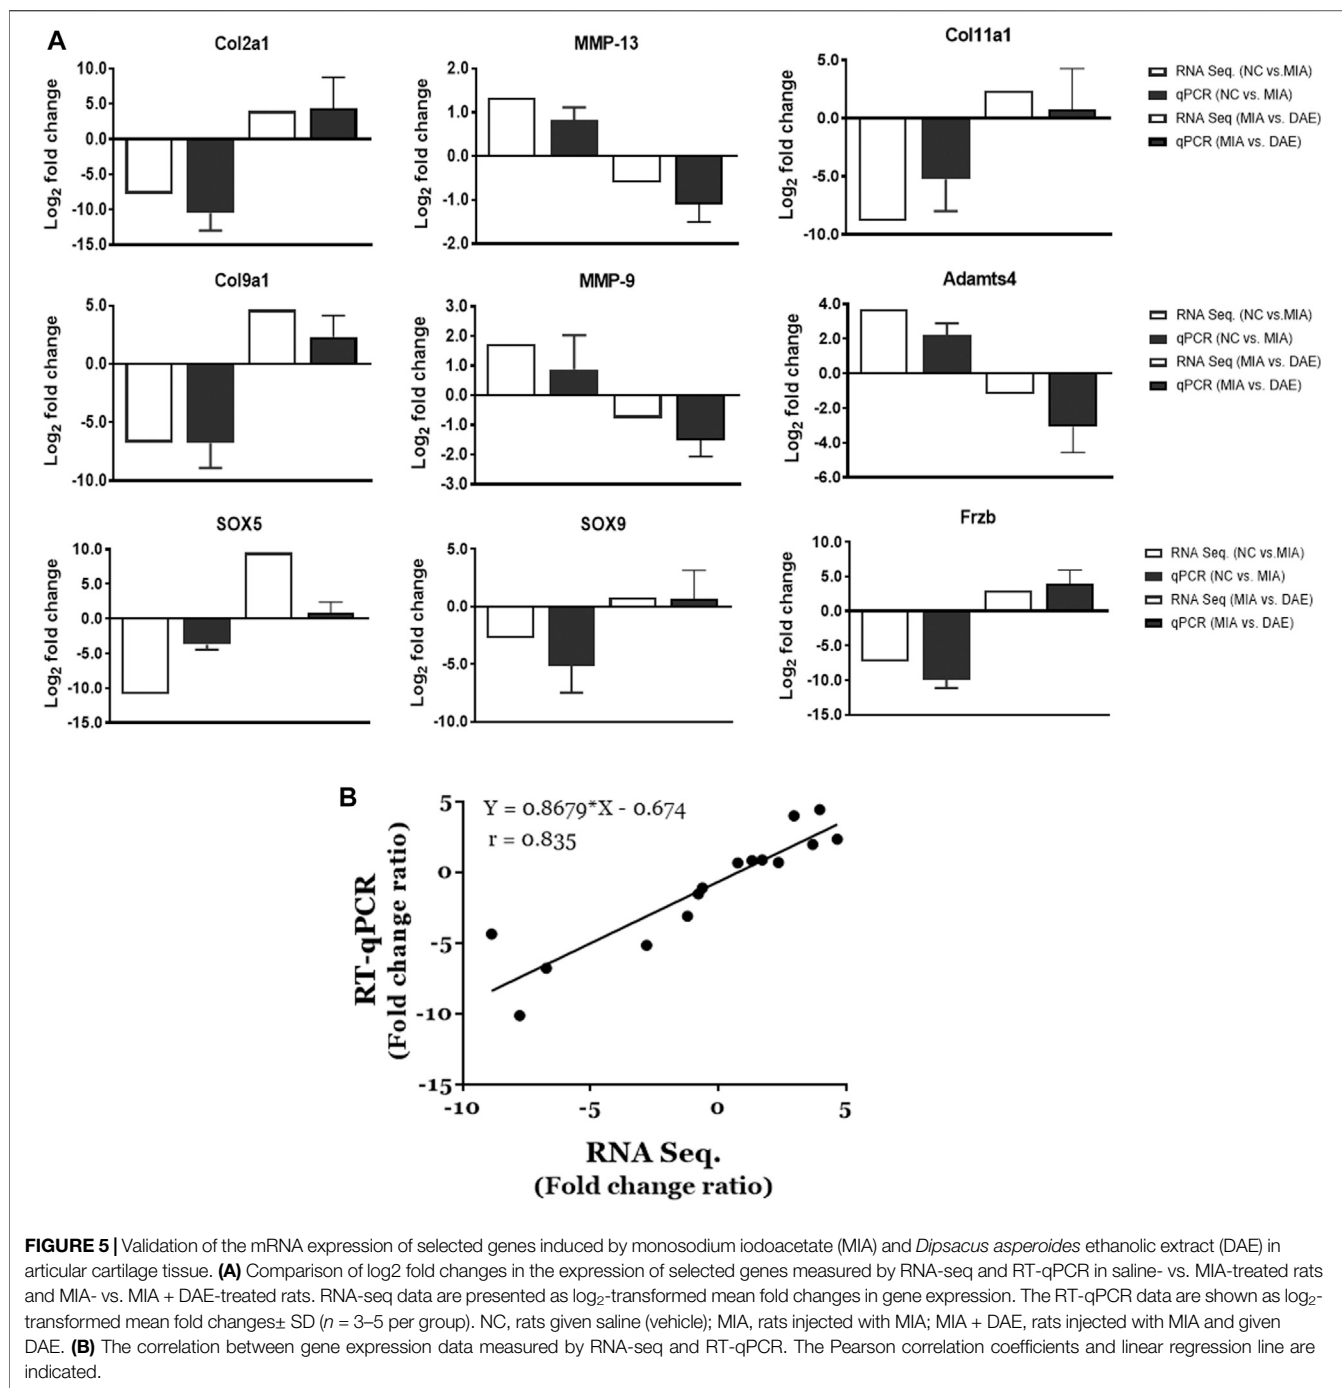 A
Col2a1
Log2 fold change
10.0
5.0
0.0
-5.0
-10.0
-15.0
MMP-13
Log2 fold change
2.0
1.0
0.0
-1.0
-2.0
Col11a1
Log2 fold change
5.0
0.0
-5.0
-10.0
RNA Seq. (NC vs.MIA)
qPCR (NC vs. MIA)
RNA Seq (MIA vs. DAE)
qPCR (MIA vs. DAE)
Col9a1
Log2 fold change
5.0
0.0
-5.0
-10.0
MMP-9
Log2 fold change
3.0
2.0
1.0
0.0
-1.0
-2.0
-3.0
Adamts4
Log2 fold change
4.0
2.0
0.0
-2.0
-4.0
-6.0
RNA Seq. (NC vs.MIA)
qPCR (NC vs. MIA)
RNA Seq (MIA vs. DAE)
qPCR (MIA vs. DAE)
SOX5
Log2 fold change
10.0
5.0
0.0
-5.0
-10.0
-15.0
SOX9
Log2 fold change
5.0
0.0
-5.0
-10.0
Frzb
Log2 fold change
10.0
5.0
0.0
-5.0
-10.0
-15.0
RNA Seq. (NC vs.MIA)
qPCR (NC vs. MIA)
RNA Seq (MIA vs. DAE)
qPCR (MIA vs. DAE)
B
Y = 0.8679*X - 0.674
r = 0.835
RT-qPCR
(Fold change ratio)
5
0
-5
-10
-15
-10
-5
0
5
RNA Seq.
(Fold change ratio)
FIGURE 5 | Validation of the mRNA expression of selected genes induced by monosodium iodoacetate (MIA) and Dipsacus asperoides ethanolic extract (DAE) in
articular cartilage tissue. (A) Comparison of log2 fold changes in the expression of selected genes measured by RNA-seq and RT-qPCR in saline- vs. MIA-treated rats
and MIA- vs. MIA + DAE-treated rats. RNA-seq data are presented as log2-transformed mean fold changes in gene expression. The RT-qPCR data are shown as log2-
transformed mean fold changes± SD (n = 3–5 per group). NC, rats given saline (vehicle); MIA, rats injected with MIA; MIA + DAE, rats injected with MIA and given
DAE. (B) The correlation between gene expression data measured by RNA-seq and RT-qPCR. The Pearson correlation coefficients and linear regression line are
indicated.